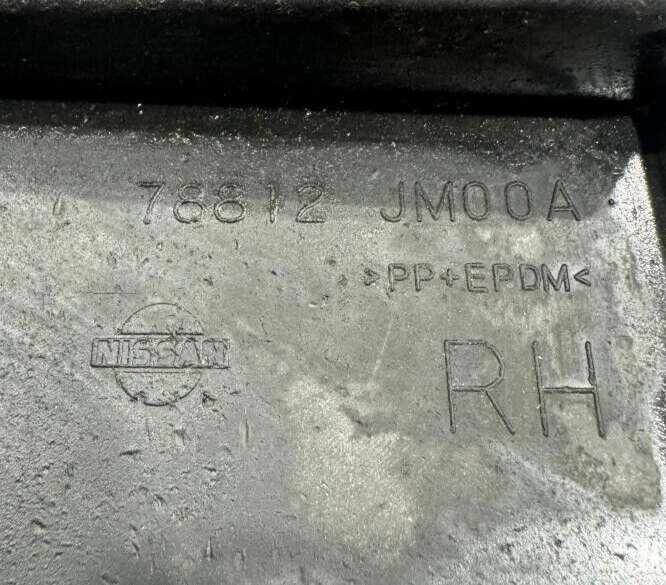 78812 JM00A
>PP+EPDM<
NISSAN
RH